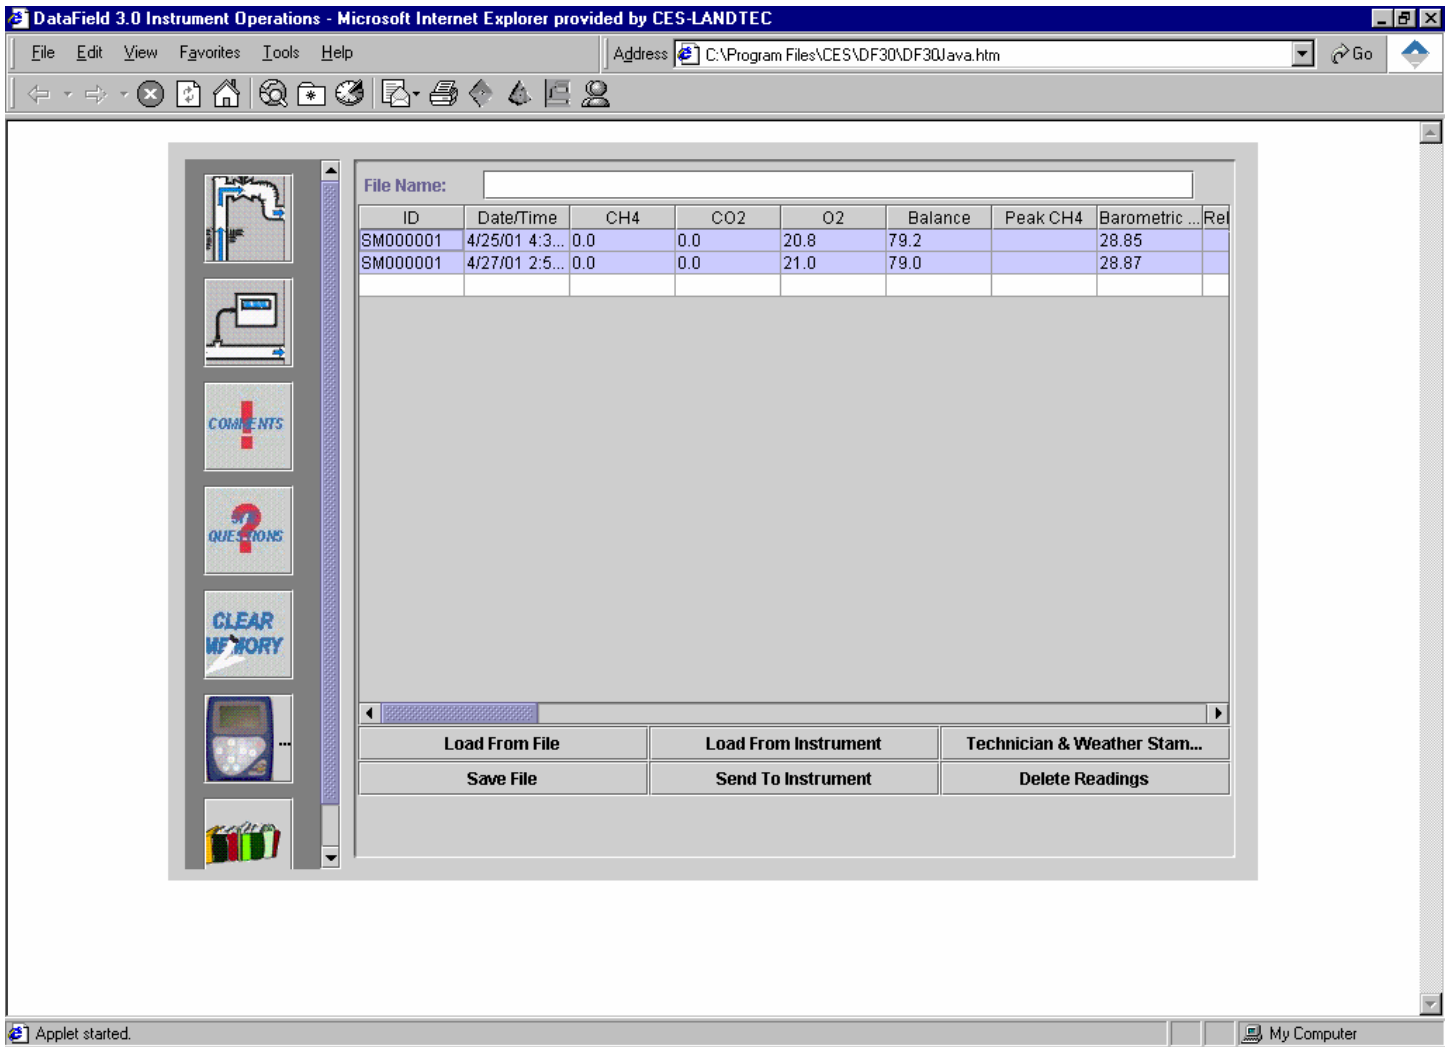 DataField 3.0 Instrument Operations - Microsoft Internet Explorer provided by CES-LANDTEC
File Edit View Favorites Tools Help Address C:\Program Files\CES\DF30\DF30Java.htm Go
File Name:
ID Date/Time CH4 CO2 O2 Balance Peak CH4 Barometric ... Rel
SM000001 4/25/01 4:3... 0.0 0.0 20.8 79.2 28.85
SM000001 4/27/01 2:5... 0.0 0.0 21.0 79.0 28.87
COMMENTS
QUESTIONS
CLEAR
MEMORY
...
Load From File Load From Instrument Technician & Weather Stam...
Save File Send To Instrument Delete Readings
Applet started. My Computer